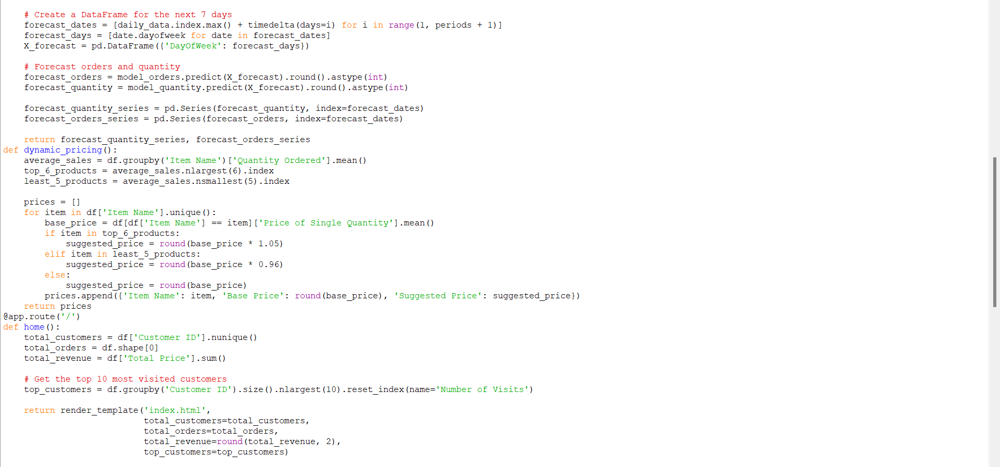 # Create a DataFrame for the next 7 days
    forecast_dates = [daily_data.index.max() + timedelta(days=i) for i in range(1, periods + 1)]
    forecast_days = [date.dayofweek for date in forecast_dates]
    X_forecast = pd.DataFrame({'DayOfWeek': forecast_days})

    # Forecast orders and quantity
    forecast_orders = model_orders.predict(X_forecast).round().astype(int)
    forecast_quantity = model_quantity.predict(X_forecast).round().astype(int)

    forecast_quantity_series = pd.Series(forecast_quantity, index=forecast_dates)
    forecast_orders_series = pd.Series(forecast_orders, index=forecast_dates)

    return forecast_quantity_series, forecast_orders_series
def dynamic_pricing():
    average_sales = df.groupby('Item Name')['Quantity Ordered'].mean()
    top_6_products = average_sales.nlargest(6).index
    least_5_products = average_sales.nsmallest(5).index

    prices = []
    for item in df['Item Name'].unique():
        base_price = df[df['Item Name'] == item]['Price of Single Quantity'].mean()
        if item in top_6_products:
            suggested_price = round(base_price * 1.05)
        elif item in least_5_products:
            suggested_price = round(base_price * 0.96)
        else:
            suggested_price = round(base_price)
        prices.append({'Item Name': item, 'Base Price': round(base_price), 'Suggested Price': suggested_price})
    return prices
@app.route('/')
def home():
    total_customers = df['Customer ID'].nunique()
    total_orders = df.shape[0]
    total_revenue = df['Total Price'].sum()

    # Get the top 10 most visited customers
    top_customers = df.groupby('Customer ID').size().nlargest(10).reset_index(name='Number of Visits')

    return render_template('index.html',
                           total_customers=total_customers,
                           total_orders=total_orders,
                           total_revenue=round(total_revenue, 2),
                           top_customers=top_customers)